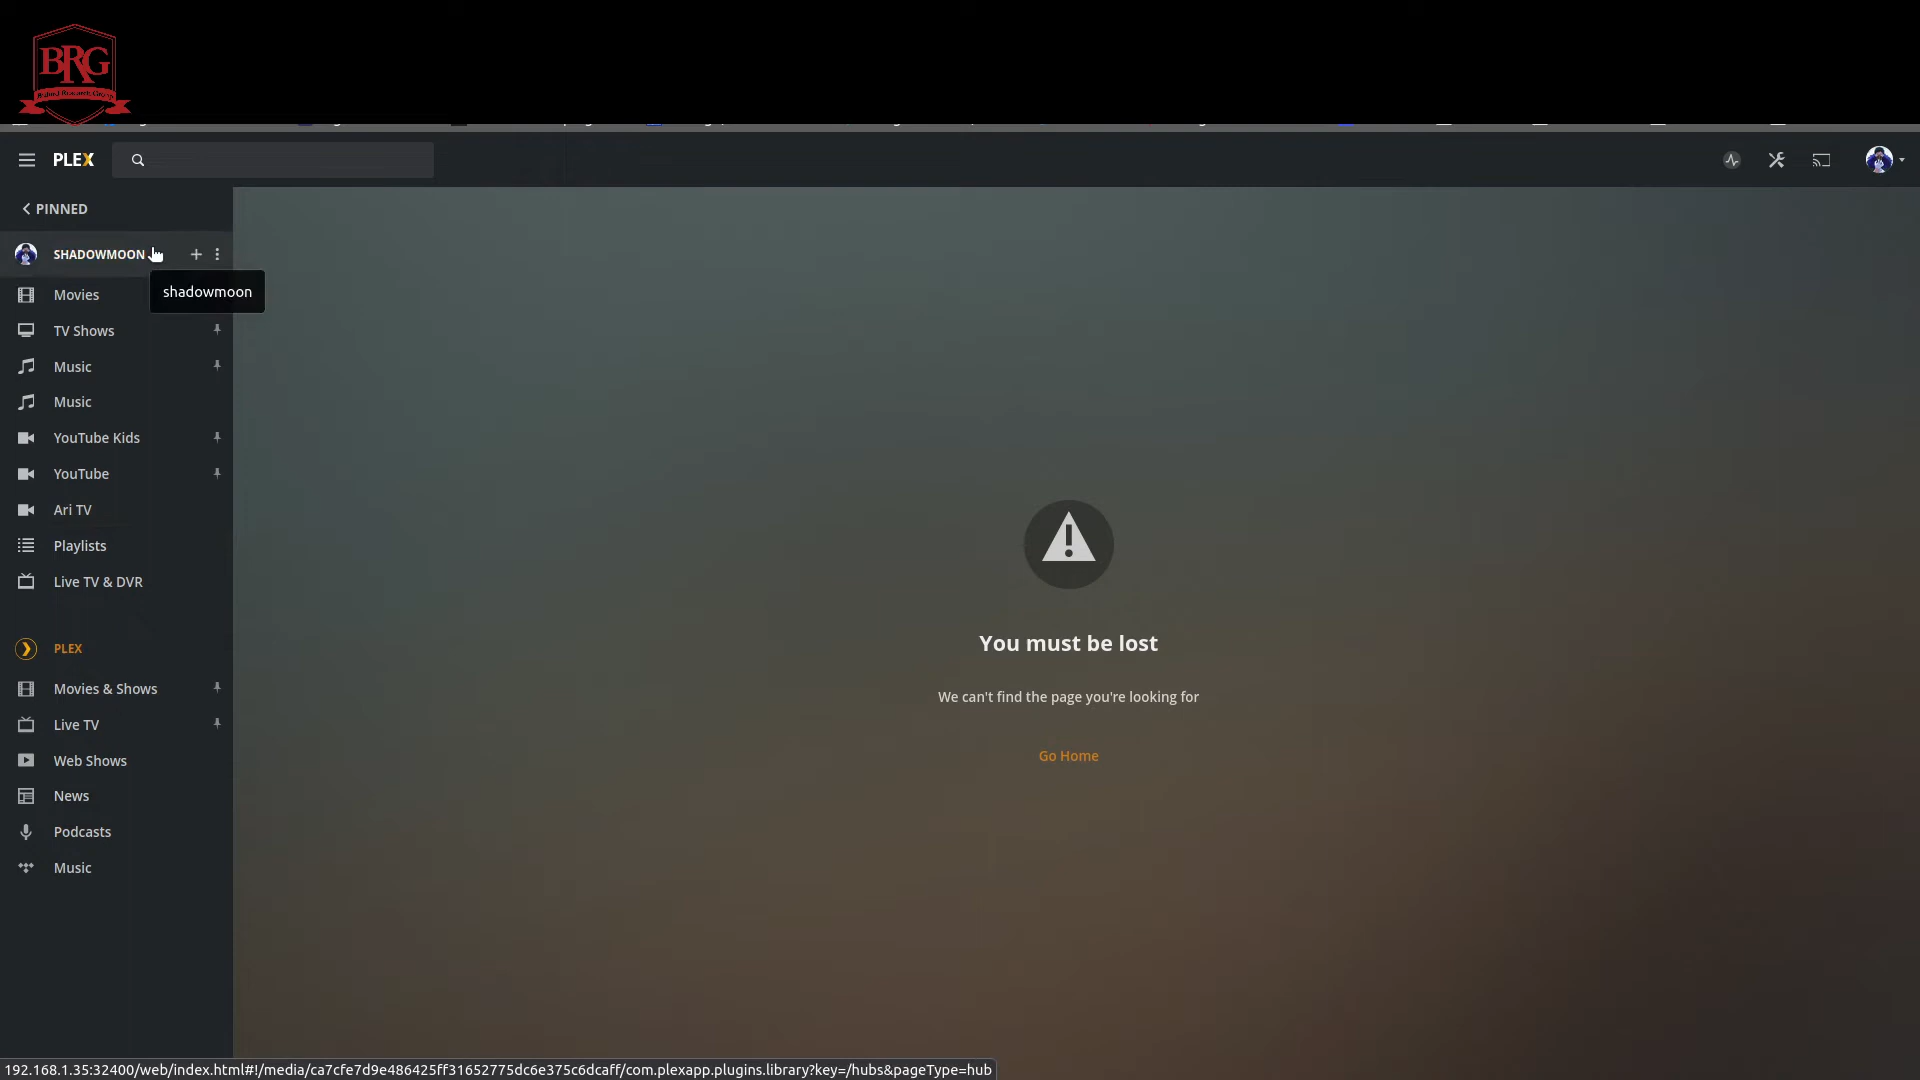 BRG
PLEX
PINNED
SHADOWMOON
shadowmoon
Movies
TV Shows
Music
Music
YouTube Kids
YouTube
Ari TV
Playlists
Live TV & DVR
PLEX
Movies & Shows
Live TV
Web Shows
News
Podcasts
Music
You must be lost
We can't find the page you're looking for
Go Home
192.168.1.35:32400/web/index.html#!/media/ca7cfe7d9e486425ff31652775dc6e375c6dcaff/com.plexapp.plugins.library?key=/hubs&pageType=hub